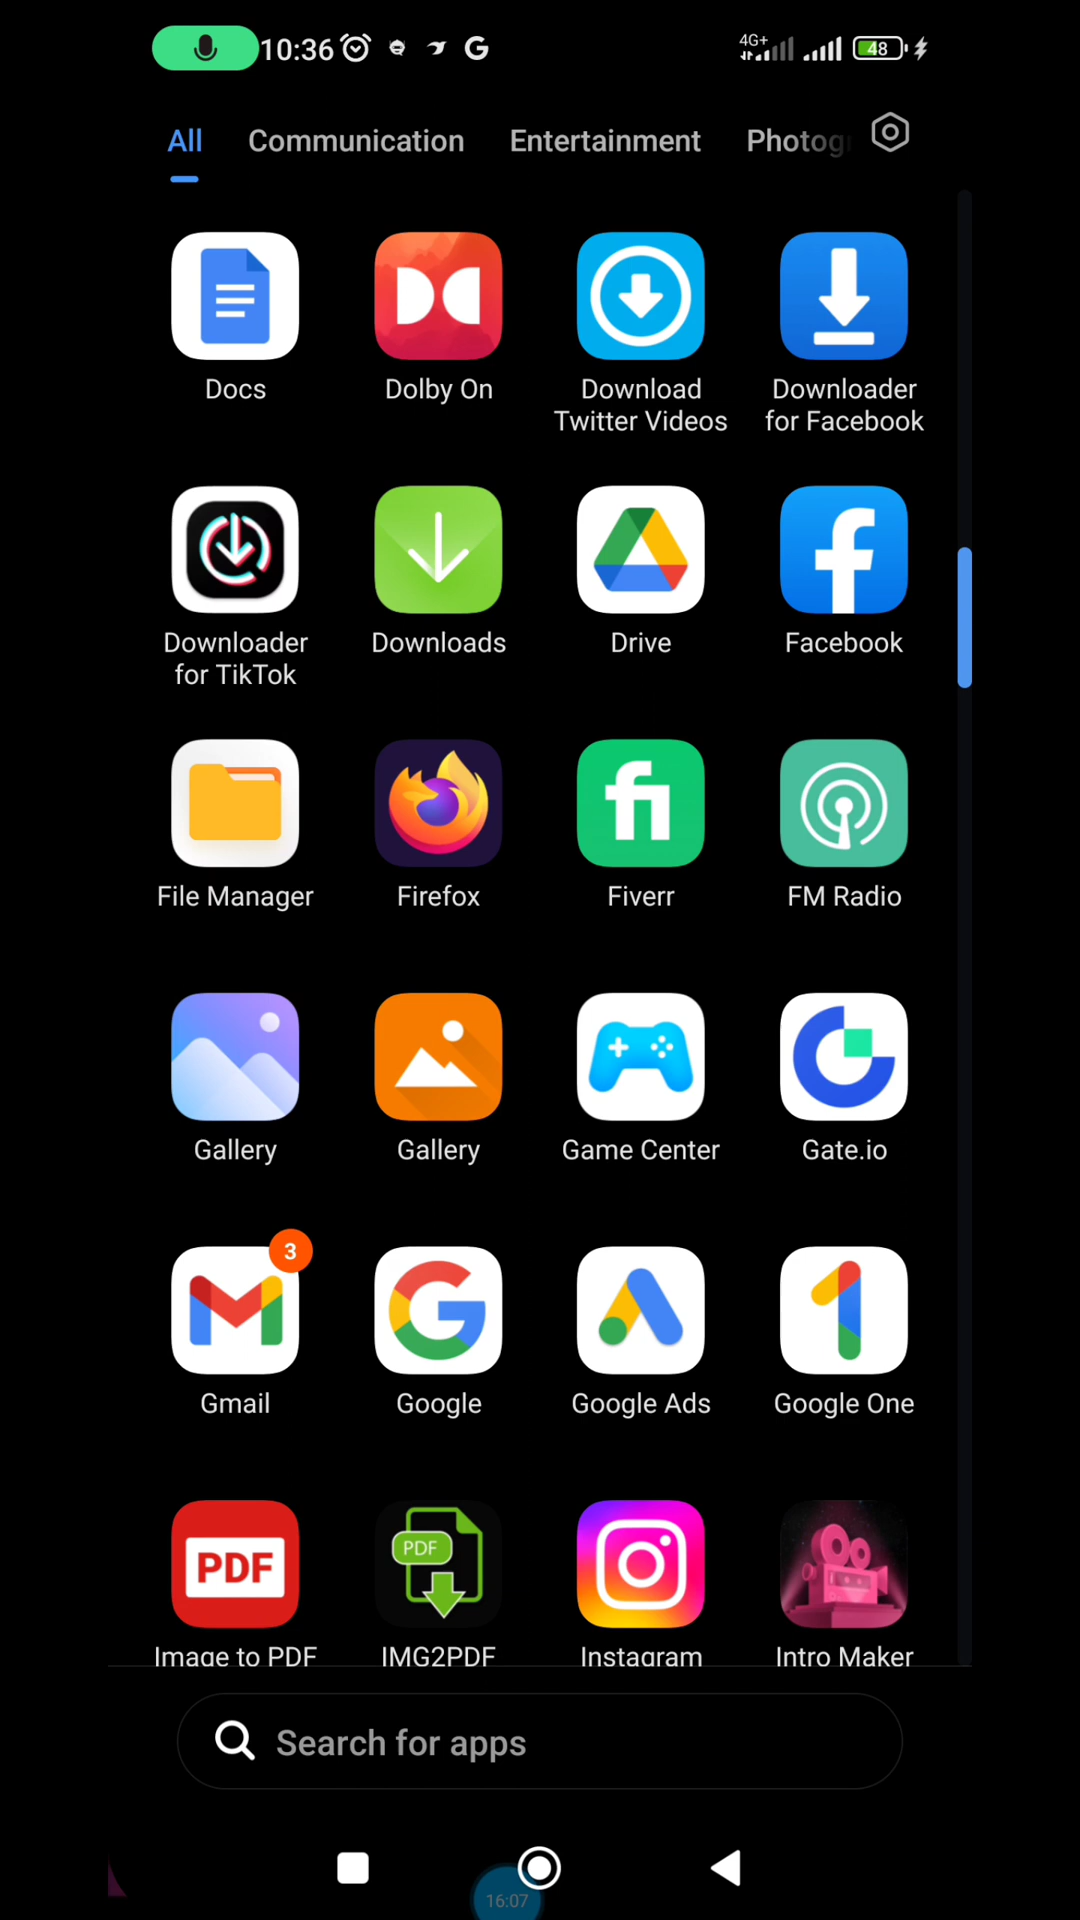 10:36
4G+
48
All Communication Entertainment Photog
Docs Dolby On Download Twitter Videos Downloader for Facebook
Downloader for TikTok Downloads Drive Facebook
File Manager Firefox Fiverr FM Radio
Gallery Gallery Game Center Gate.io
3
Gmail Google Google Ads Google One
PDF
PDF
Image to PDF IMG2PDF Instagram Intro Maker
Search for apps
16:07